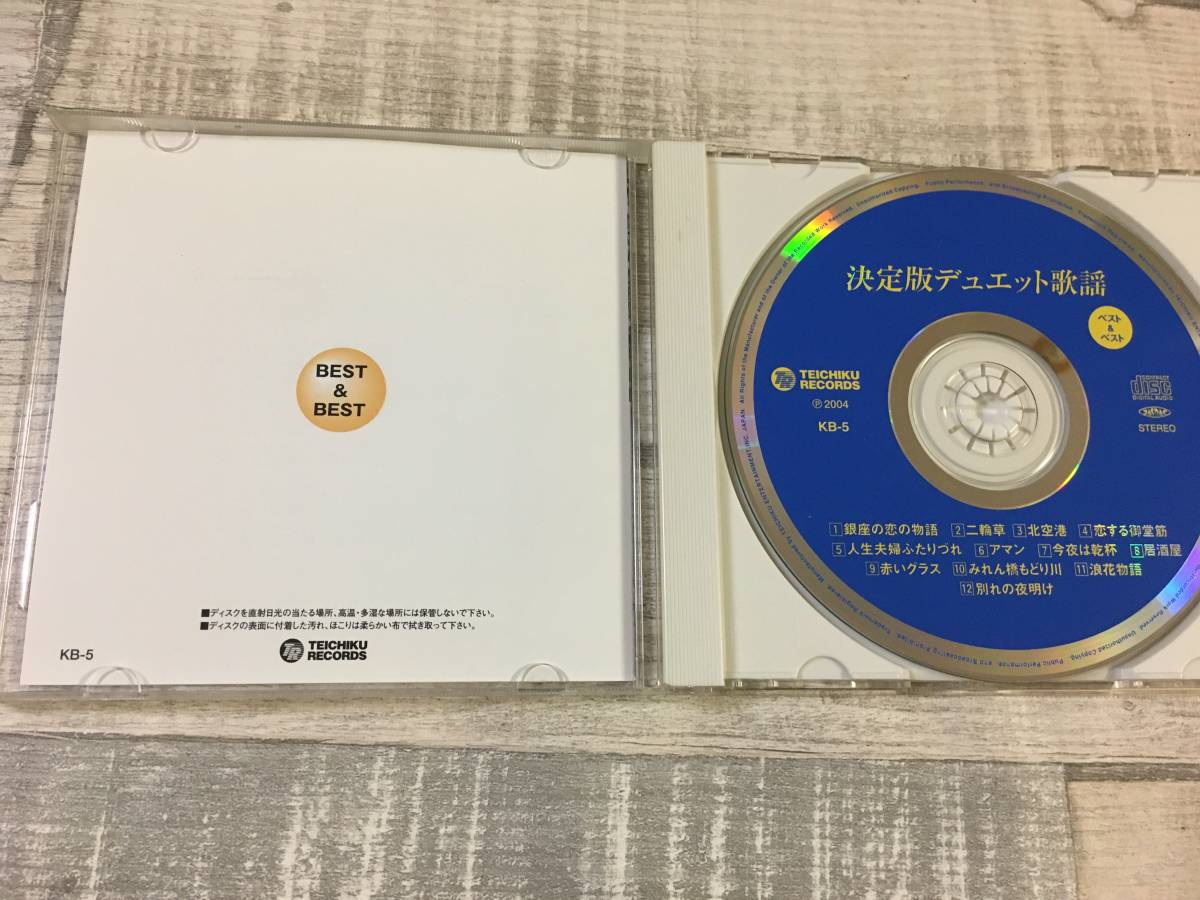 BEST
&
BEST
■ディスクを直射日光の当たる場所、高温・多湿な場所には保管しないで下さい。
■ディスクの表面に付着した汚れ、ほこりは柔らかい布で拭き取って下さい。
KB-5
TEICHIKU
RECORDS
決定版デュエット歌謡
ベスト
&
ベスト
TEICHIKU
RECORDS
℗2004
KB-5
COMPACT
disc
DIGITAL AUDIO
STEREO
1 銀座の恋の物語 2 二輪草 3 北空港 4 恋する御堂筋
5 人生夫婦ふたりづれ 6 アマン 7 今夜は乾杯 8 居酒屋
9 赤いグラス 10 みれん橋もどり川 11 浪花物語
12 別れの夜明け